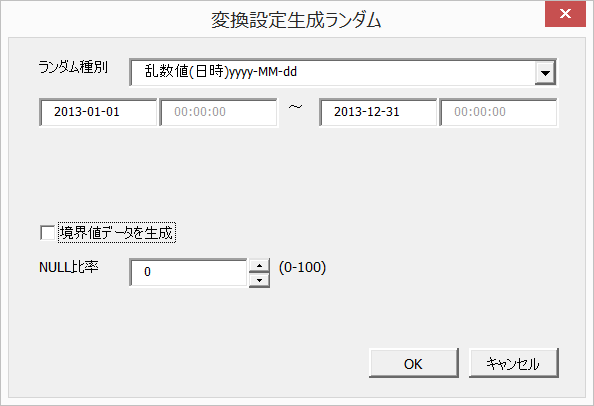 変換設定生成ランダム
ランダム種別 乱数値(日時)yyyy-MM-dd
2013-01-01 00:00:00 ～ 2013-12-31 00:00:00
境界値データを生成
NULL比率 0 (0-100)
OK キャンセル